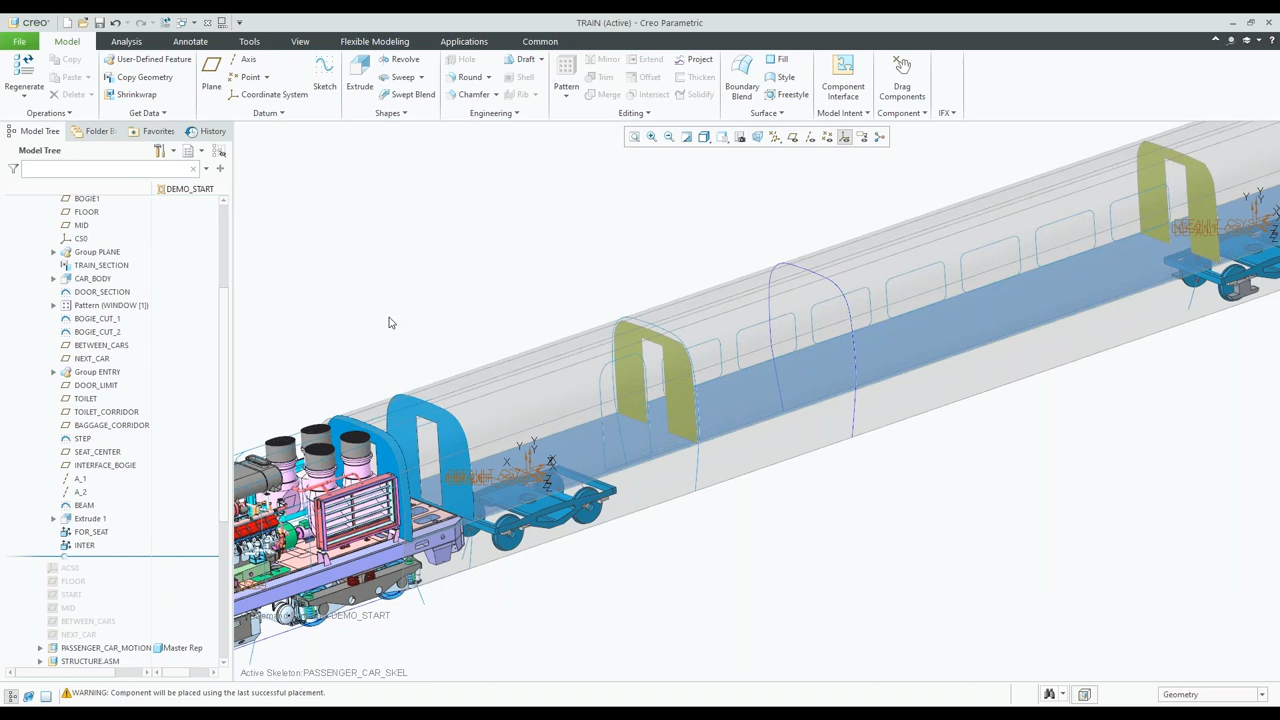 creo TRAIN (Active) - Creo Parametric
File Model Analysis Annotate Tools View Flexible Modeling Applications Common
Copy User-Defined Feature Axis Revolve Hole Draft Mirror Extend Project Fill
Regenerate Paste Copy Geometry Plane Point Sketch Extrude Sweep Round Shell Pattern Trim Offset Thicken Boundary Blend Style Component Interface Drag Components
Delete Shrinkwrap Coordinate System Swept Blend Chamfer Rib Merge Intersect Solidify Freestyle
Operations Get Data Datum Shapes Engineering Editing Surface Model Intent Component IFX
Model Tree Folder B Favorites History
Model Tree
DEMO_START
BOGIE1
FLOOR
MID
CS0
Group PLANE
TRAIN_SECTION
CAR_BODY
DOOR_SECTION
Pattern (WINDOW [1])
BOGIE_CUT_1
BOGIE_CUT_2
BETWEEN_CARS
NEXT_CAR
Group ENTRY
DOOR_LIMIT
TOILET
TOILET_CORRIDOR
BAGGAGE_CORRIDOR
STEP
SEAT_CENTER
INTERFACE_BOGIE
A_1
A_2
BEAM
Extrude 1
FOR_SEAT
INTER
ACS0
FLOOR
START
MID
BETWEEN_CARS
NEXT_CAR
PASSENGER_CAR_MOTION Master Rep
STRUCTURE.ASM
DEMO_START
Active Skeleton:PASSENGER_CAR_SKEL
WARNING: Component will be placed using the last successful placement.
Geometry